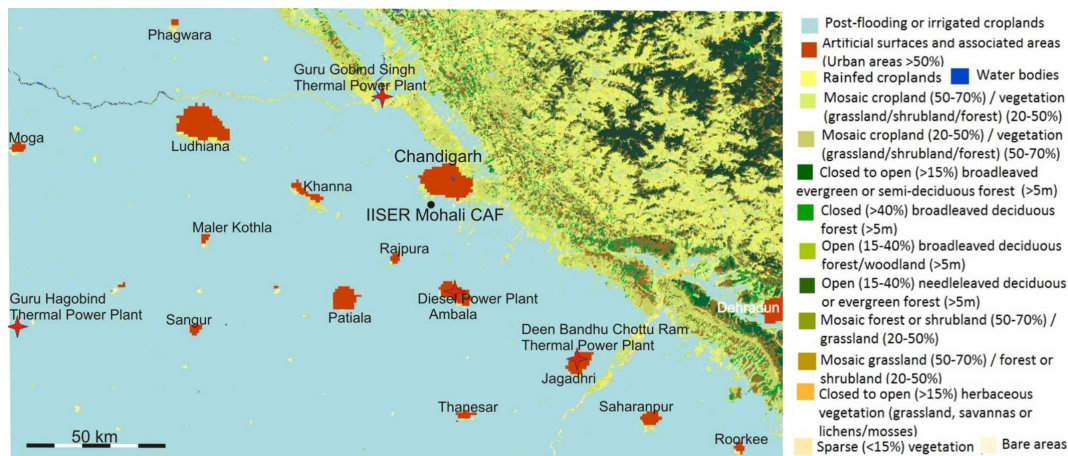 Phagwara
Guru Gobind Singh
Thermal Power Plant
Moga
Ludhiana
Chandigarh
Khanna
IISER Mohali CAF
Maler Kothla
Rajpura
Guru Hagobind
Thermal Power Plant
Sangur
Patiala
Diesel Power Plant
Ambala
Dehradun
Deen Bandhu Chottu Ram
Thermal Power Plant
Jagadhri
Thanesar
Saharanpur
Roorkee
50 km
Post-flooding or irrigated croplands
Artificial surfaces and associated areas
(Urban areas >50%)
Rainfed croplands
Water bodies
Mosaic cropland (50-70%) / vegetation
(grassland/shrubland/forest) (20-50%)
Mosaic cropland (20-50%) / vegetation
(grassland/shrubland/forest) (50-70%)
Closed to open (>15%) broadleaved
evergreen or semi-deciduous forest (>5m)
Closed (>40%) broadleaved deciduous
forest (>5m)
Open (15-40%) broadleaved deciduous
forest/woodland (>5m)
Open (15-40%) needleleaved deciduous
or evergreen forest (>5m)
Mosaic forest or shrubland (50-70%) /
grassland (20-50%)
Mosaic grassland (50-70%) / forest or
shrubland (20-50%)
Closed to open (>15%) herbaceous
vegetation (grassland, savannas or
lichens/mosses)
Sparse (<15%) vegetation
Bare areas